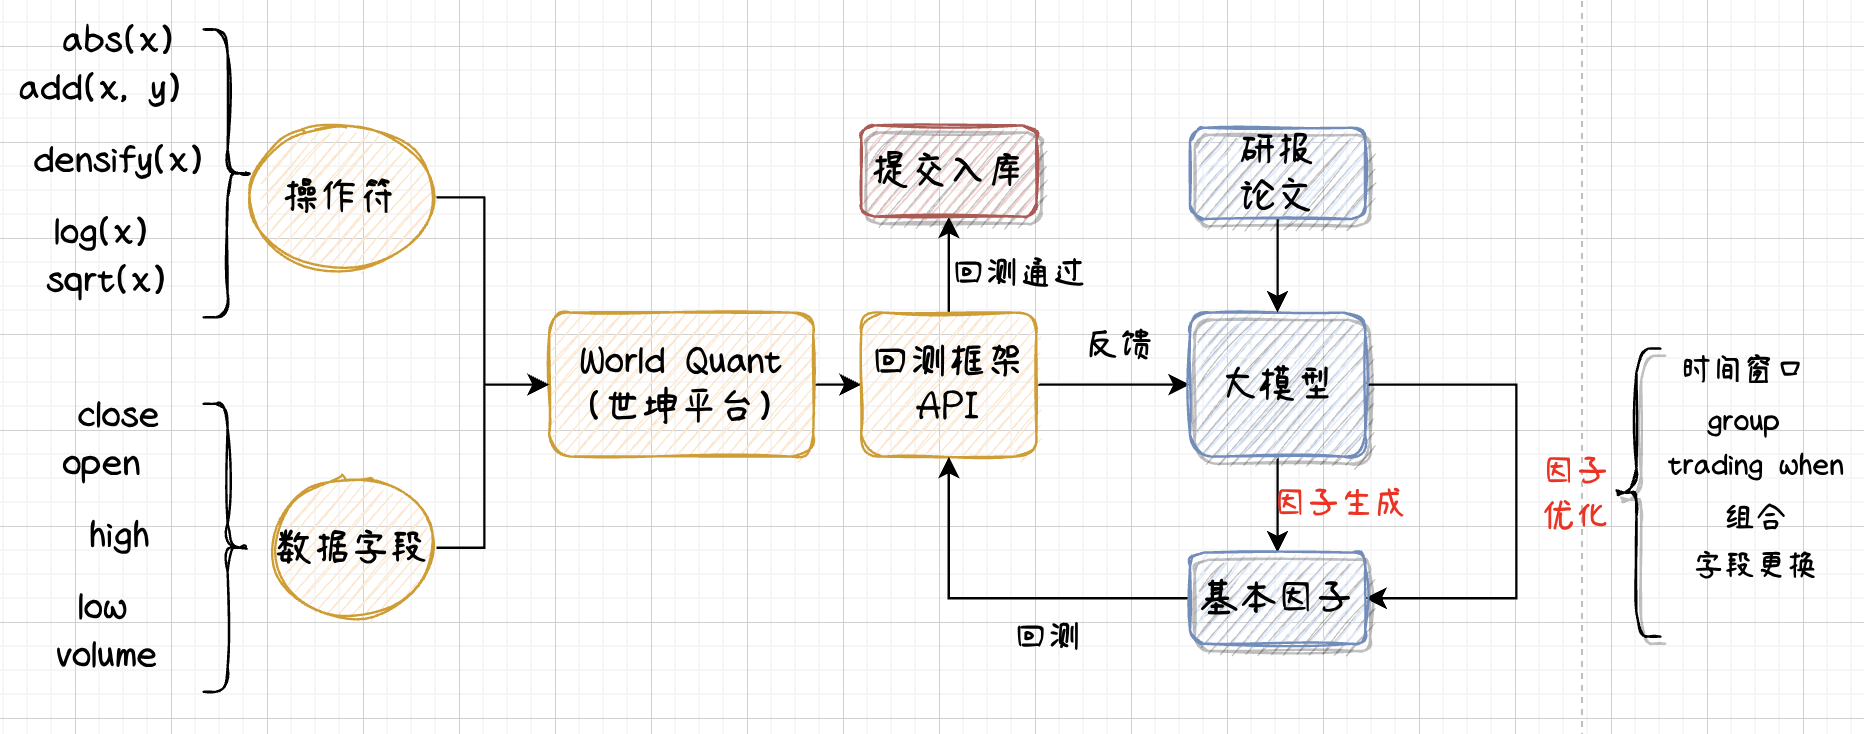 abs(x)
add(x, y)
densify(x)
log(x)
sqrt(x)
操作符
close
open
high
low
volume
数据字段
World Quant
(世坤平台)
提交入库
回测通过
回测框架
API
反馈
研报
论文
大模型
因子生成
基本因子
回测
因子
优化
时间窗口
group
trading when
组合
字段更换